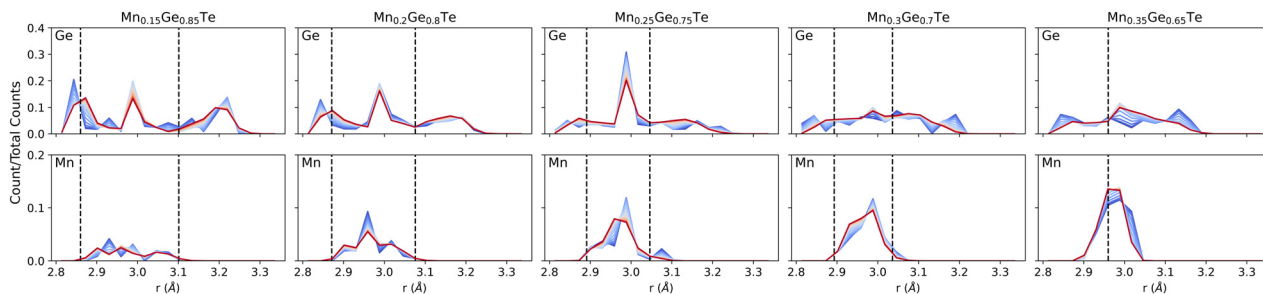 Mn₀.₁₅Ge₀.₈₅Te Mn₀.₂Ge₀.₈Te Mn₀.₂₅Ge₀.₇₅Te Mn₀.₃Ge₀.₇Te Mn₀.₃₅Ge₀.₆₅Te
Count/Total Counts
0.4
0.3
0.2
0.1
0.0
Ge Ge Ge Ge Ge
0.2
0.1
0.0
Mn Mn Mn Mn Mn
2.8 2.9 3.0 3.1 3.2 3.3 2.8 2.9 3.0 3.1 3.2 3.3 2.8 2.9 3.0 3.1 3.2 3.3 2.8 2.9 3.0 3.1 3.2 3.3 2.8 2.9 3.0 3.1 3.2 3.3
r (Å) r (Å) r (Å) r (Å) r (Å)